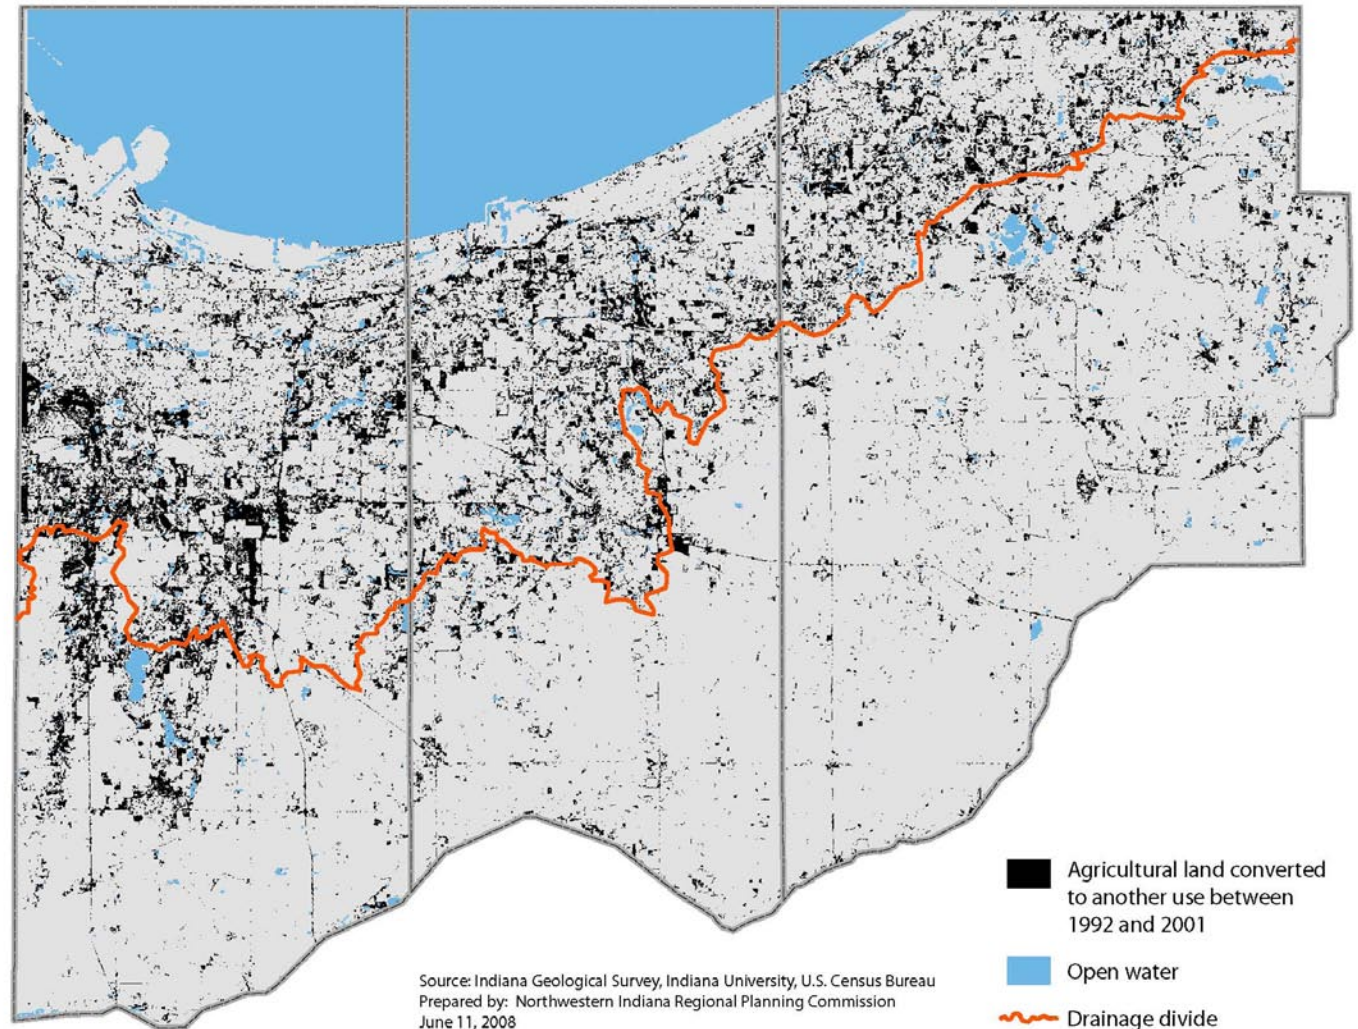 Agricultural land converted
to another use between
1992 and 2001
Open water
Drainage divide
Source: Indiana Geological Survey, Indiana University, U.S. Census Bureau
Prepared by: Northwestern Indiana Regional Planning Commission
June 11, 2008